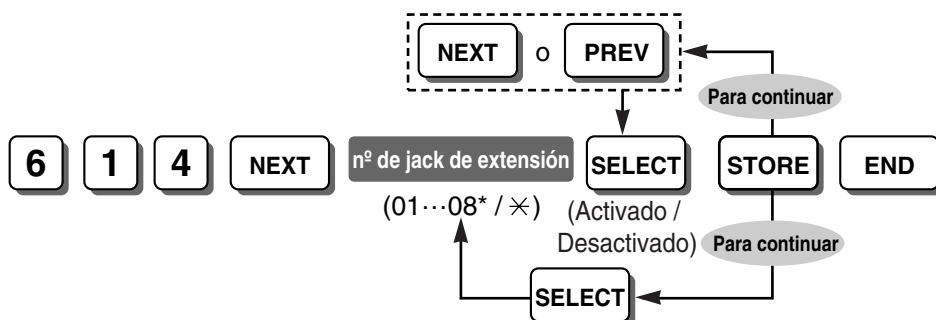 NEXT o PREV
Para continuar
6 1 4 NEXT nº de jack de extensión SELECT STORE END
(01···08* / ✳) (Activado /
Desactivado) Para continuar
SELECT